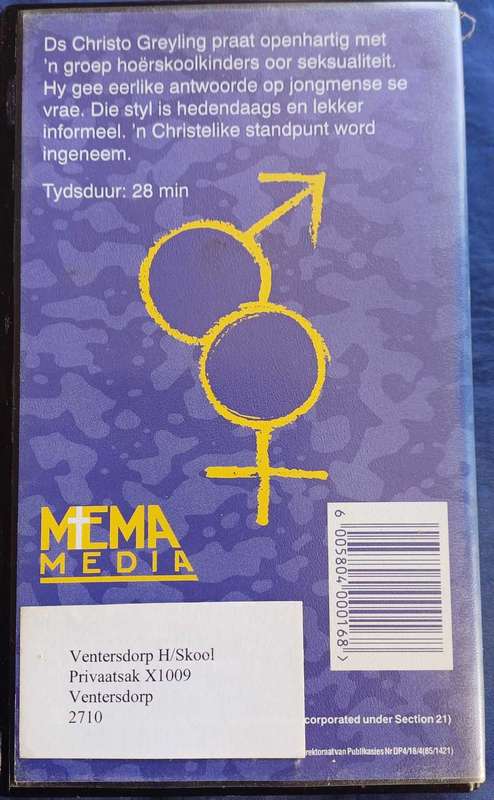 Ds Christo Greyling praat openhartig met
'n groep hoërskoolkinders oor seksualiteit.
Hy gee eerlike antwoorde op jongmense se
vrae. Die styl is hedendaags en lekker
informeel. 'n Christelike standpunt word
ingeneem.
Tydsduur: 28 min
MEMA
MEDIA
6 005804 000168 >
Ventersdorp H/Skool
Privaatsak X1009
Ventersdorp
2710
corporated under Section 21)
rektoraat van Publikasies Nr DP4/18/4(85/1421)